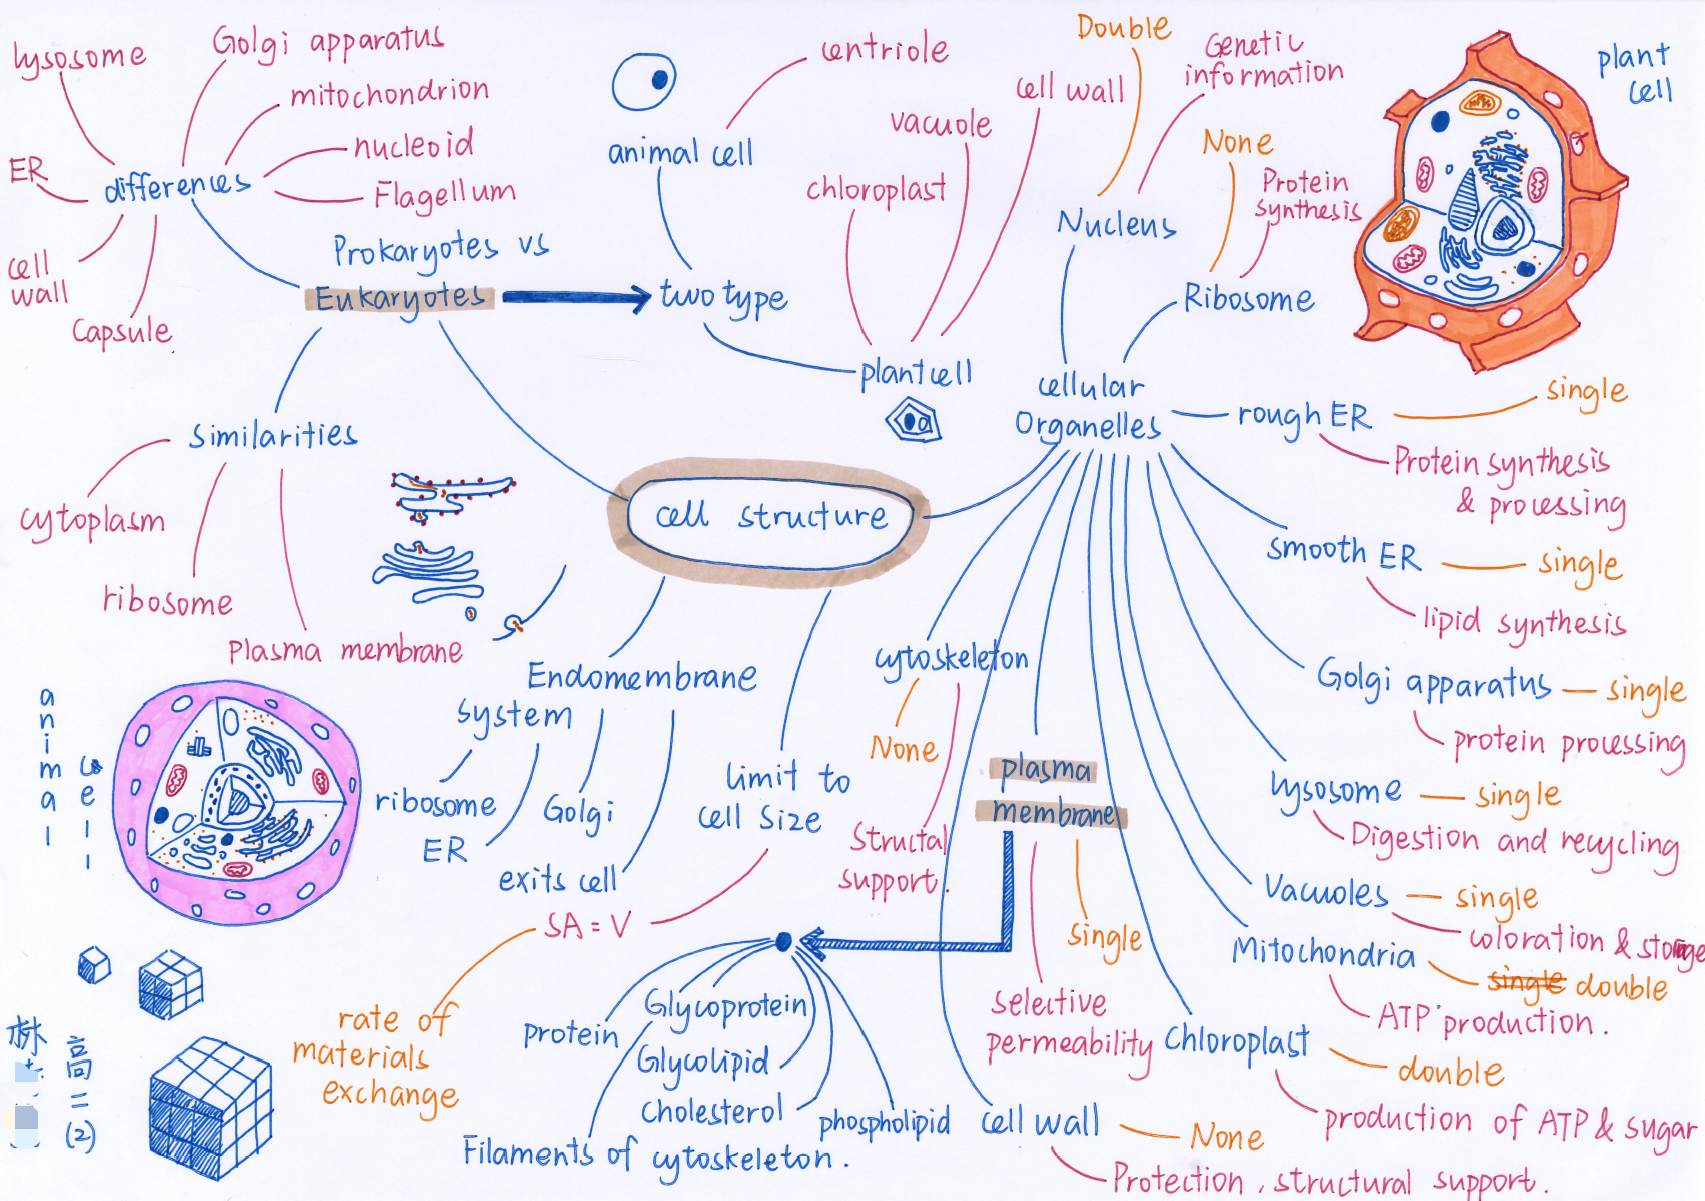 lysosome
Golgi apparatus
mitochondrion
nucleoid
Flagellum
ER
differences
cell
wall
Capsule
Prokaryotes vs
Eukaryotes
Similarities
cytoplasm
ribosome
Plasma membrane
two type
animal cell
centriole
plant cell
chloroplast
vacuole
cell wall
cell structure
Endomembrane
system
ribosome
ER
Golgi
exits cell
limit to
cell Size
SA = V
rate of
materials
exchange
cellular
Organelles
Nucleus
Double
Genetic
information
Ribosome
None
Protein
synthesis
rough ER
single
Protein synthesis
& processing
smooth ER
single
lipid synthesis
Golgi apparatus
single
protein processing
lysosome
single
Digestion and recycling
Vacuoles
single
coloration & storage
Mitochondria
single double
ATP production.
Chloroplast
double
production of ATP & sugar
cell wall
None
Protection, structural support.
plasma
membrane
single
selective
permeability
cytoskeleton
None
Structal
support.
protein
Glycoprotein
Glycolipid
Cholesterol
phospholipid
Filaments of cytoskeleton.
plant
cell
animal
cell
林
高二(2)